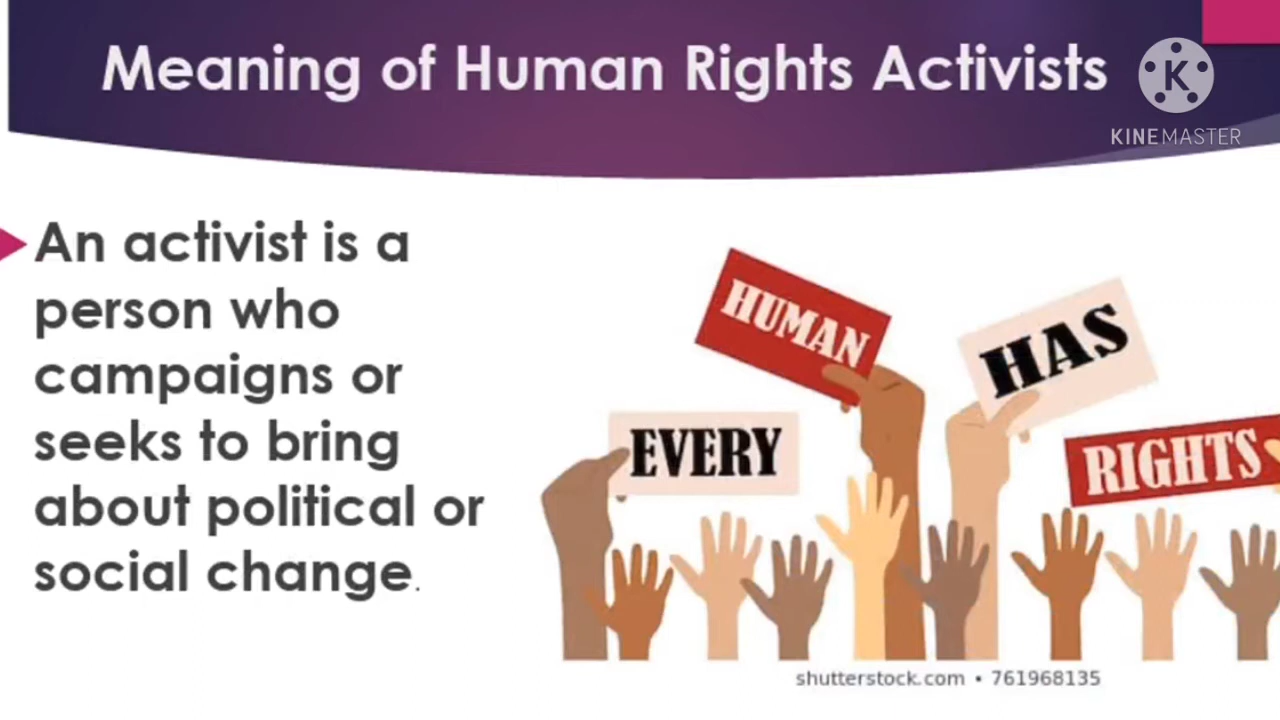 Meaning of Human Rights Activists
K
KINEMASTER
An activist is a
person who
campaigns or
seeks to bring
about political or
social change.
EVERY
HUMAN
HAS
RIGHTS
shutterstock.com • 761968135